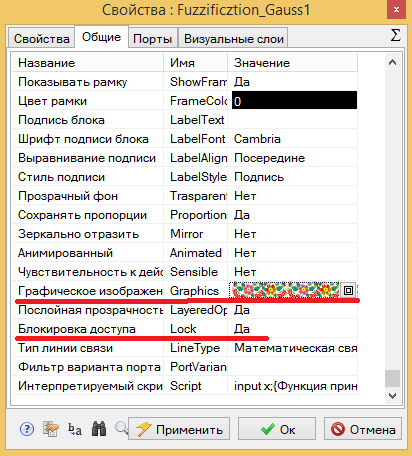 Свойства : Fuzzificztion_Gauss1
x
Свойства Общие Порты Визуальные слои Σ
Название Имя Значение
Показывать рамку ShowFram Да
Цвет рамки FrameColo 0
Подпись блока LabelText
Шрифт подписи блока LabelFont Cambria
Выравнивание подписи LabelAlign Посередине
Стиль подписи LabelStyle Подпись
Прозрачный фон Trasparent Нет
Сохранять пропорции Proportion Да
Зеркально отразить Mirror Нет
Анимированный Animated Нет
Чувствительность к дейс Sensible Нет
Графическое изображен Graphics
Послойная прозрачность LayeredOp Да
Блокировка доступа Lock Да
Тип линии связи LineType Математическая свя
Фильтр варианта порта PortVarian
Интерпретируемый скри Script input x;{Функция прин
? ba Применить Ok Отмена